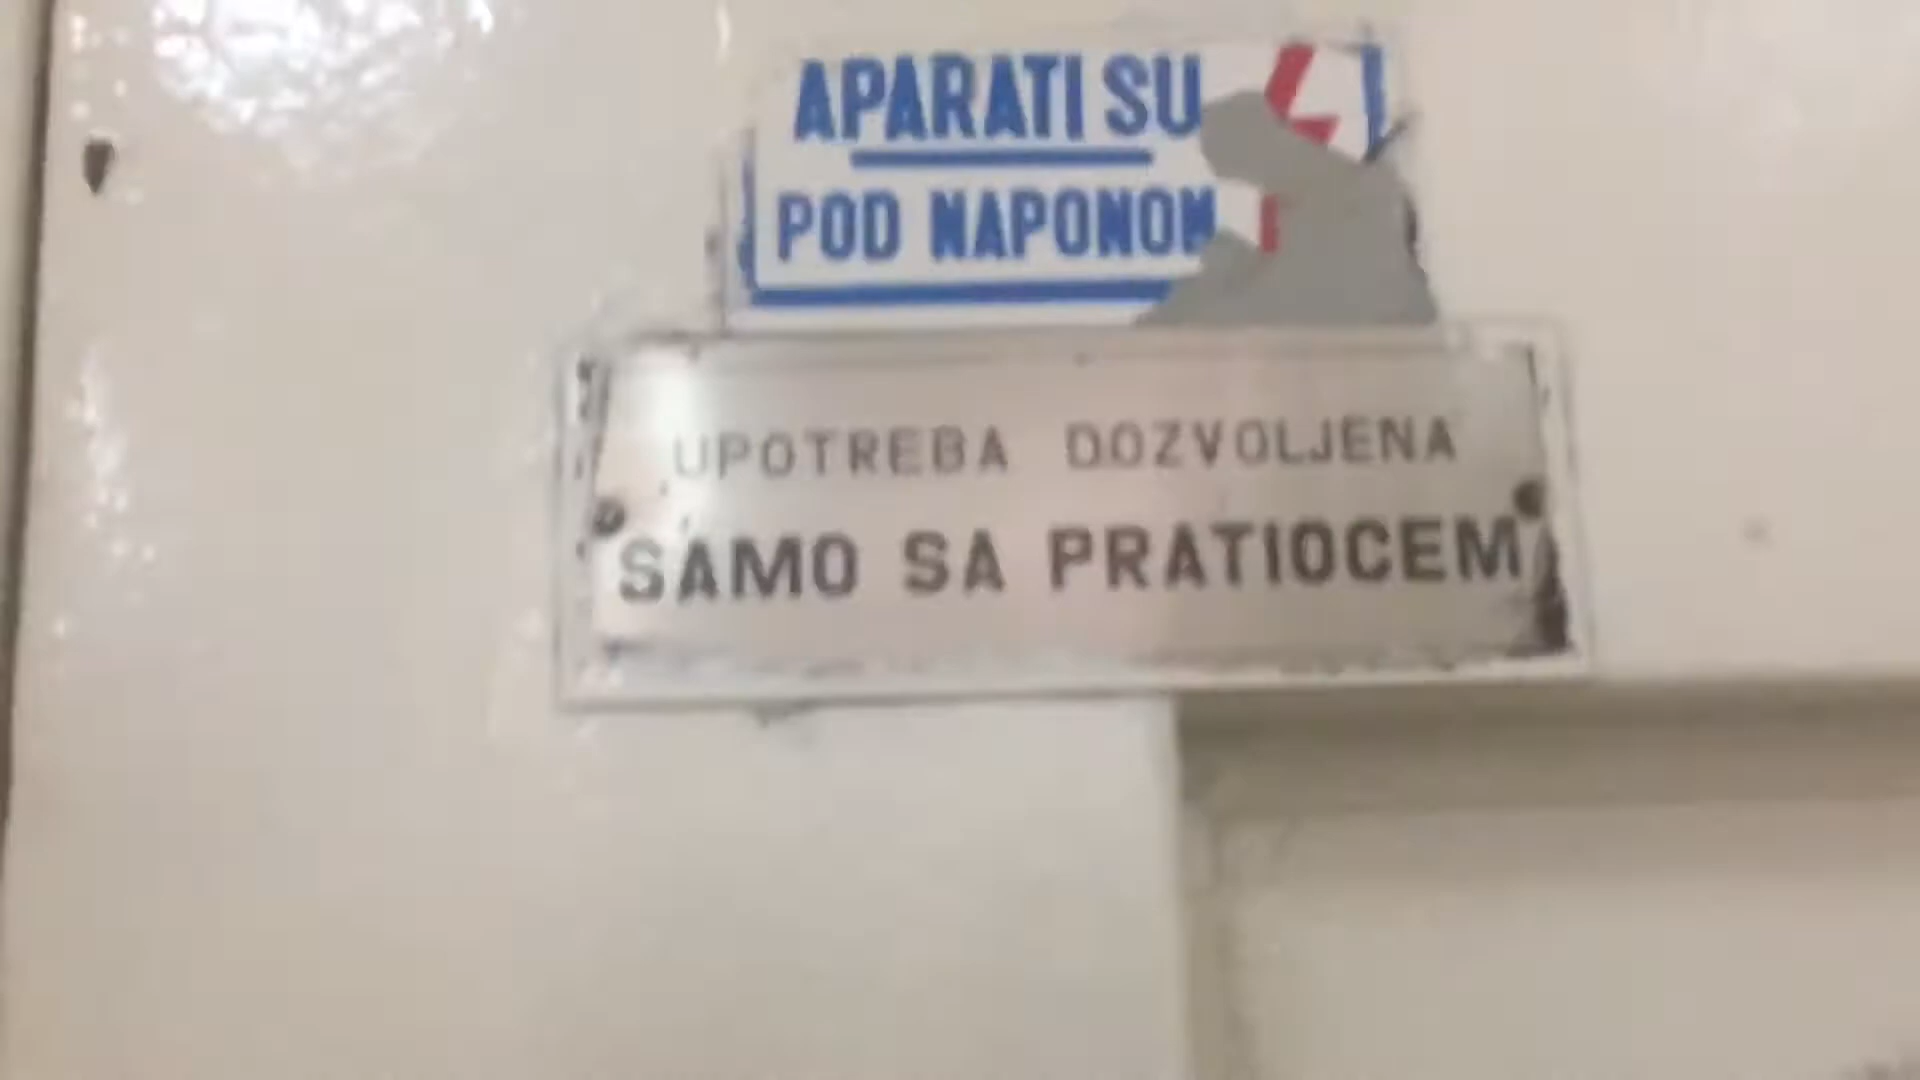 APARATI SU
POD NAPONOM
UPOTREBA DOZVOLJENA
SAMO SA PRATIOCEM